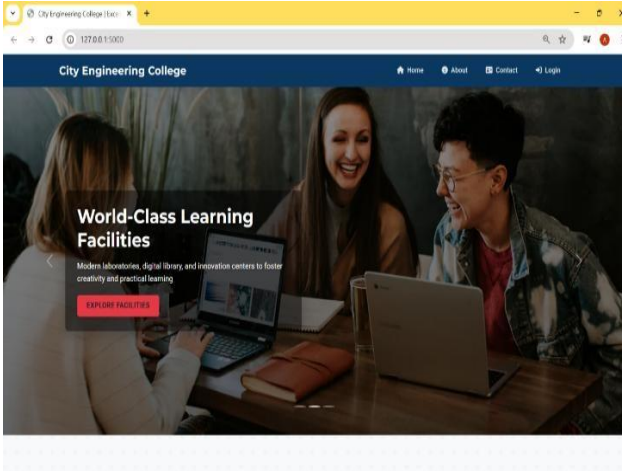 City Engineering College | Exce
127.0.0.1:5000
City Engineering College
Home
About
Contact
Login
World-Class Learning
Facilities
Modern laboratories, digital library, and innovation centers to foster
creativity and practical learning
EXPLORE FACILITIES